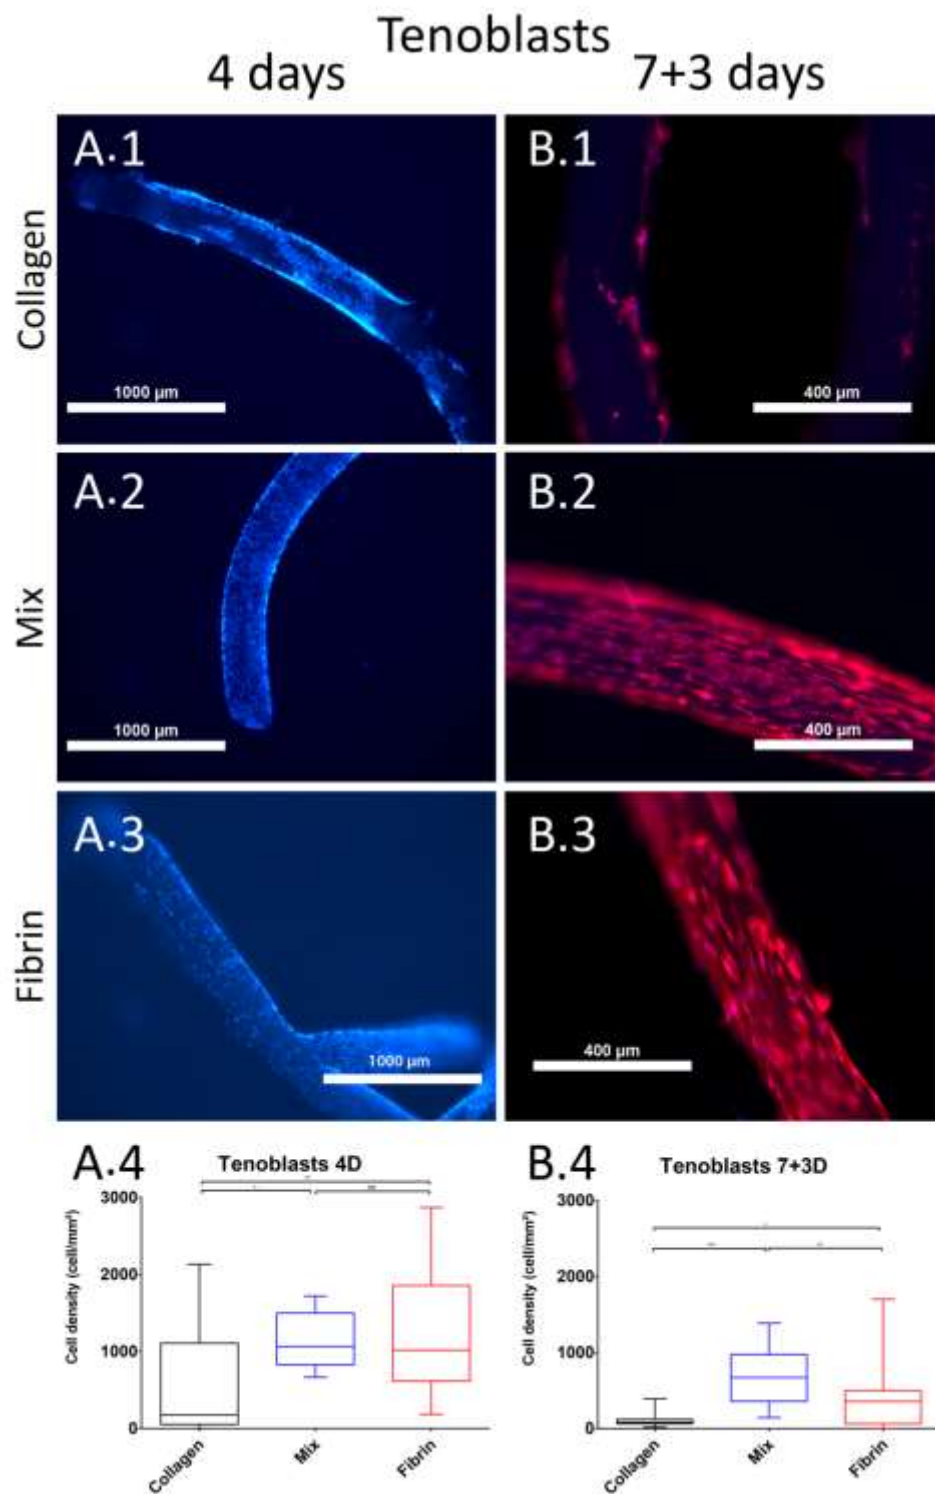 Tenoblasts
4 days
7+3 days
Collagen
A.1
1000 µm
B.1
400 µm
Mix
A.2
1000 µm
B.2
400 µm
Fibrin
A.3
1000 µm
B.3
400 µm
A.4
Tenoblasts 4D
Cell density (cell/mm²)
3000
2000
1000
0
Collagen
Mix
Fibrin
B.4
Tenoblasts 7+3D
Cell density (cell/mm²)
3000
2000
1000
0
Collagen
Mix
Fibrin